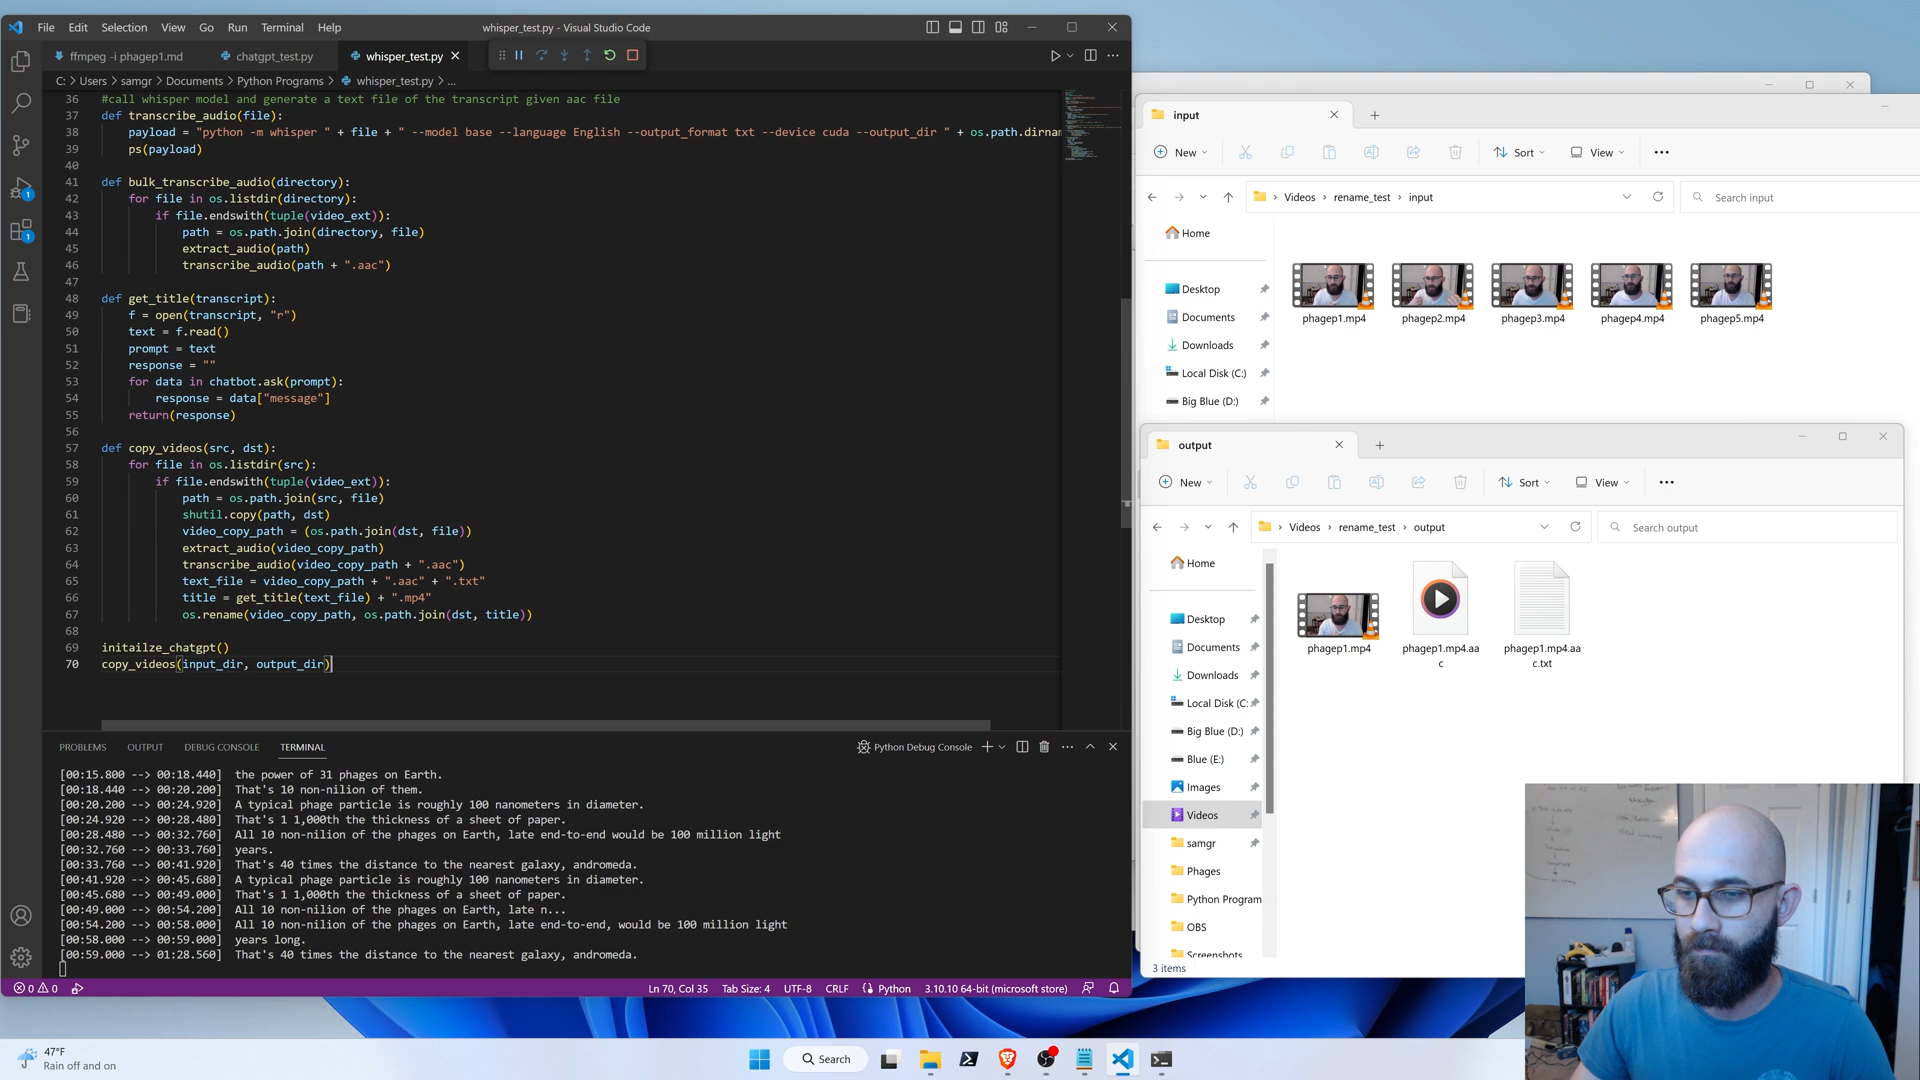 File Edit Selection View Go Run Terminal Help
whisper_test.py - Visual Studio Code
ffmpeg -i phagep1.md
chatgpt_test.py
whisper_test.py
C: > Users > samgr > Documents > Python Programs > whisper_test.py > ...
36 #call whisper model and generate a text file of the transcript given aac file
37 def transcribe_audio(file):
38 payload = "python -m whisper " + file + " --model base --language English --output_format txt --device cuda --output_dir " + os.path.dirnam
39 ps(payload)
40
41 def bulk_transcribe_audio(directory):
42 for file in os.listdir(directory):
43 if file.endswith(tuple(video_ext)):
44 path = os.path.join(directory, file)
45 extract_audio(path)
46 transcribe_audio(path + ".aac")
47
48 def get_title(transcript):
49 f = open(transcript, "r")
50 text = f.read()
51 prompt = text
52 response = ""
53 for data in chatbot.ask(prompt):
54 response = data["message"]
55 return(response)
56
57 def copy_videos(src, dst):
58 for file in os.listdir(src):
59 if file.endswith(tuple(video_ext)):
60 path = os.path.join(src, file)
61 shutil.copy(path, dst)
62 video_copy_path = (os.path.join(dst, file))
63 extract_audio(video_copy_path)
64 transcribe_audio(video_copy_path + ".aac")
65 text_file = video_copy_path + ".aac" + ".txt"
66 title = get_title(text_file) + ".mp4"
67 os.rename(video_copy_path, os.path.join(dst, title))
68
69 initailze_chatgpt()
70 copy_videos(input_dir, output_dir)
PROBLEMS OUTPUT DEBUG CONSOLE TERMINAL
Python Debug Console
[00:15.800 --> 00:18.440] the power of 31 phages on Earth.
[00:18.440 --> 00:20.200] That's 10 non-nilion of them.
[00:20.200 --> 00:24.920] A typical phage particle is roughly 100 nanometers in diameter.
[00:24.920 --> 00:28.480] That's 1 1,000th the thickness of a sheet of paper.
[00:28.480 --> 00:32.760] All 10 non-nilion of the phages on Earth, late end-to-end would be 100 million light
[00:32.760 --> 00:33.760] years.
[00:33.760 --> 00:41.920] That's 40 times the distance to the nearest galaxy, andromeda.
[00:41.920 --> 00:45.680] A typical phage particle is roughly 100 nanometers in diameter.
[00:45.680 --> 00:49.000] That's 1 1,000th the thickness of a sheet of paper.
[00:49.000 --> 00:54.200] All 10 non-nilion of the phages on Earth, late n...
[00:54.200 --> 00:58.000] All 10 non-nilion of the phages on Earth, late end-to-end, would be 100 million light
[00:58.000 --> 00:59.000] years long.
[00:59.000 --> 01:28.560] That's 40 times the distance to the nearest galaxy, andromeda.
0 0
Ln 70, Col 35 Tab Size: 4 UTF-8 CRLF Python 3.10.10 64-bit (microsoft store)
1
1
input
New Sort View
Videos > rename_test > input
Search input
Home
Desktop
Documents
Downloads
Local Disk (C:)
Big Blue (D:)
phagep1.mp4
phagep2.mp4
phagep3.mp4
phagep4.mp4
phagep5.mp4
output
New Sort View
Videos > rename_test > output
Search output
Home
Desktop
Documents
Downloads
Local Disk (C:
Big Blue (D:)
Blue (E:)
Images
Videos
samgr
Phages
Python Program
OBS
Screenshots
phagep1.mp4
phagep1.mp4.aa
c
phagep1.mp4.aa
c.txt
3 items
47°F
Rain off and on
Search